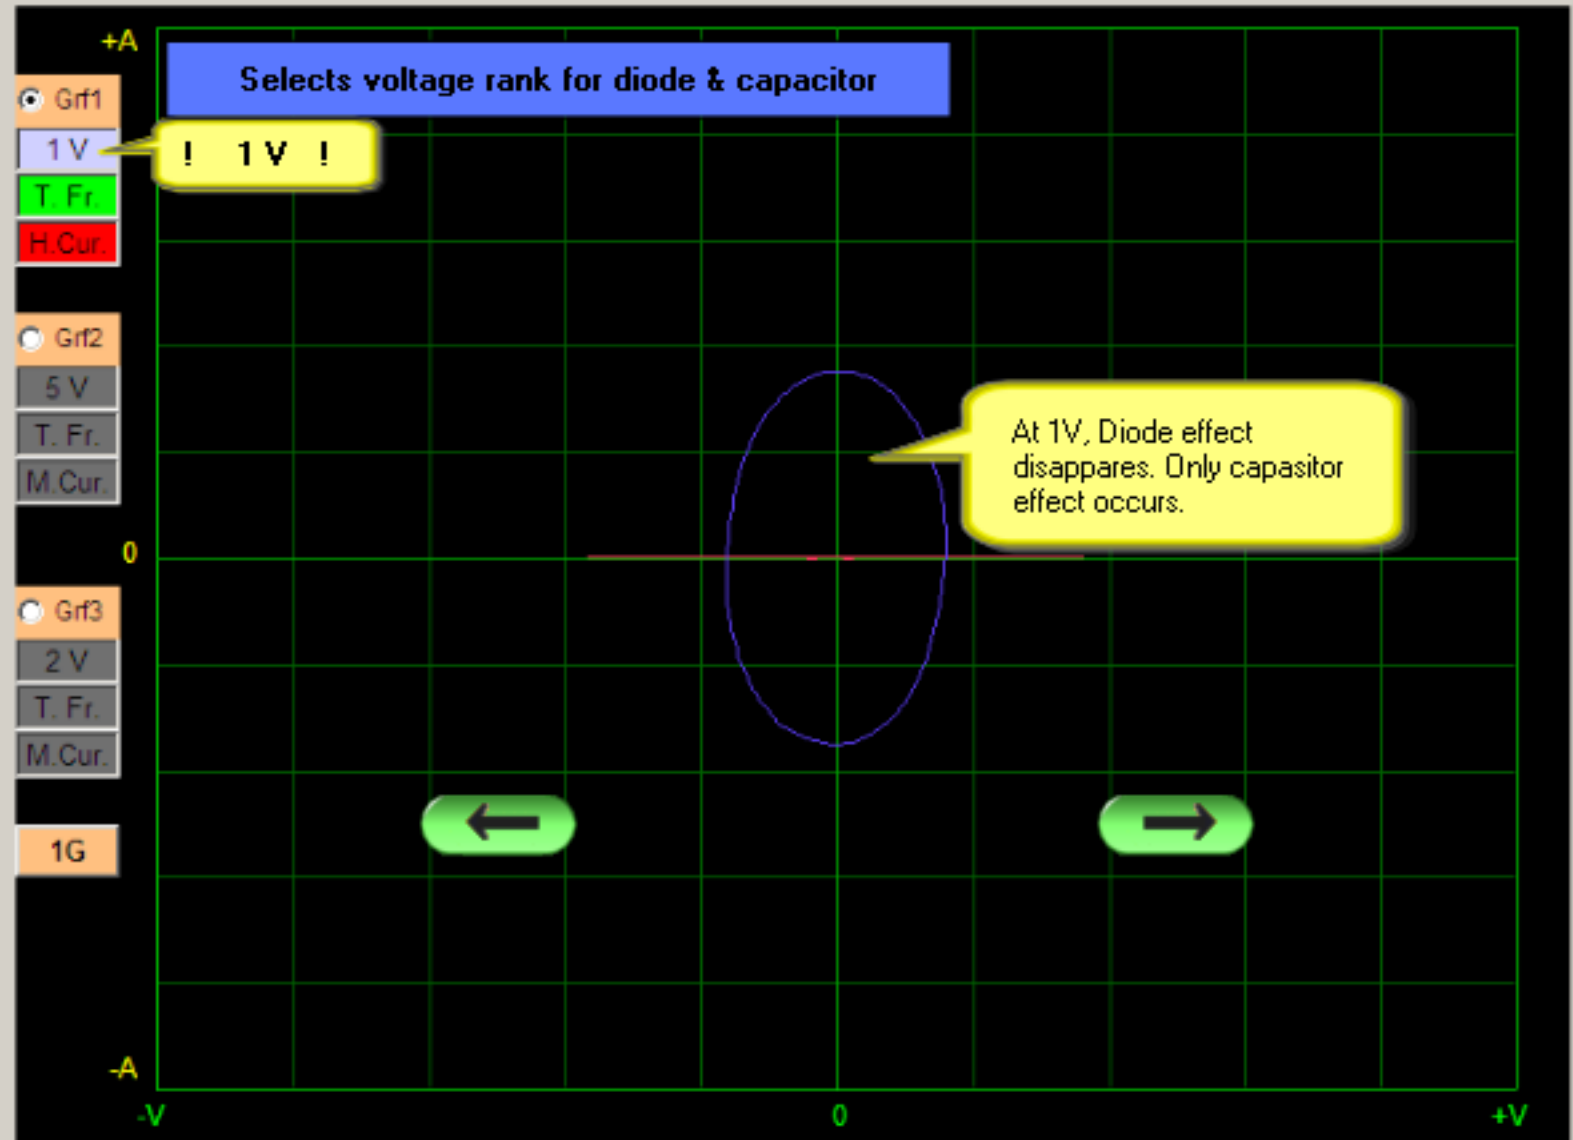 +A
Selects voltage rank for diode & capacitor
Grf1
1 V
! 1 V !
T. Fr.
H.Cur.
Grf2
5 V
T. Fr.
M.Cur.
At 1V, Diode effect
disappares. Only capasitor
effect occurs.
0
Grf3
2 V
T. Fr.
M.Cur.
1G
-A
-V
0
+V